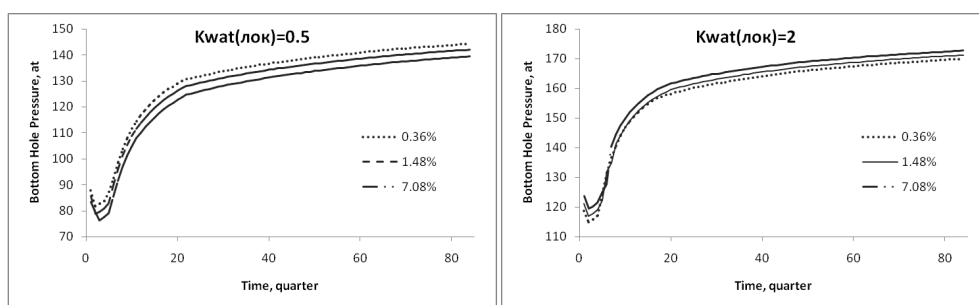 Kwat(лок)=0.5
Bottom Hole Pressure, at
150
140
130
120
110
100
90
80
70
0 20 40 60 80
Time, quarter
0.36%
1.48%
7.08%
Kwat(лок)=2
Bottom Hole Pressure, at
180
170
160
150
140
130
120
110
0 20 40 60 80
Time, quarter
0.36%
1.48%
7.08%